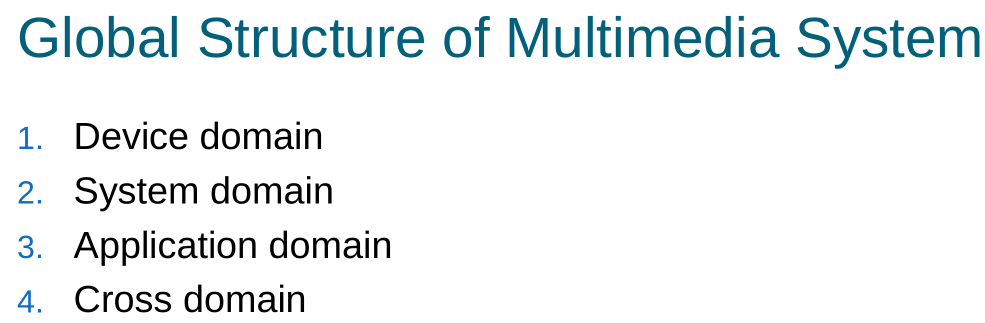 Global Structure of Multimedia System
1. Device domain
2. System domain
3. Application domain
4. Cross domain